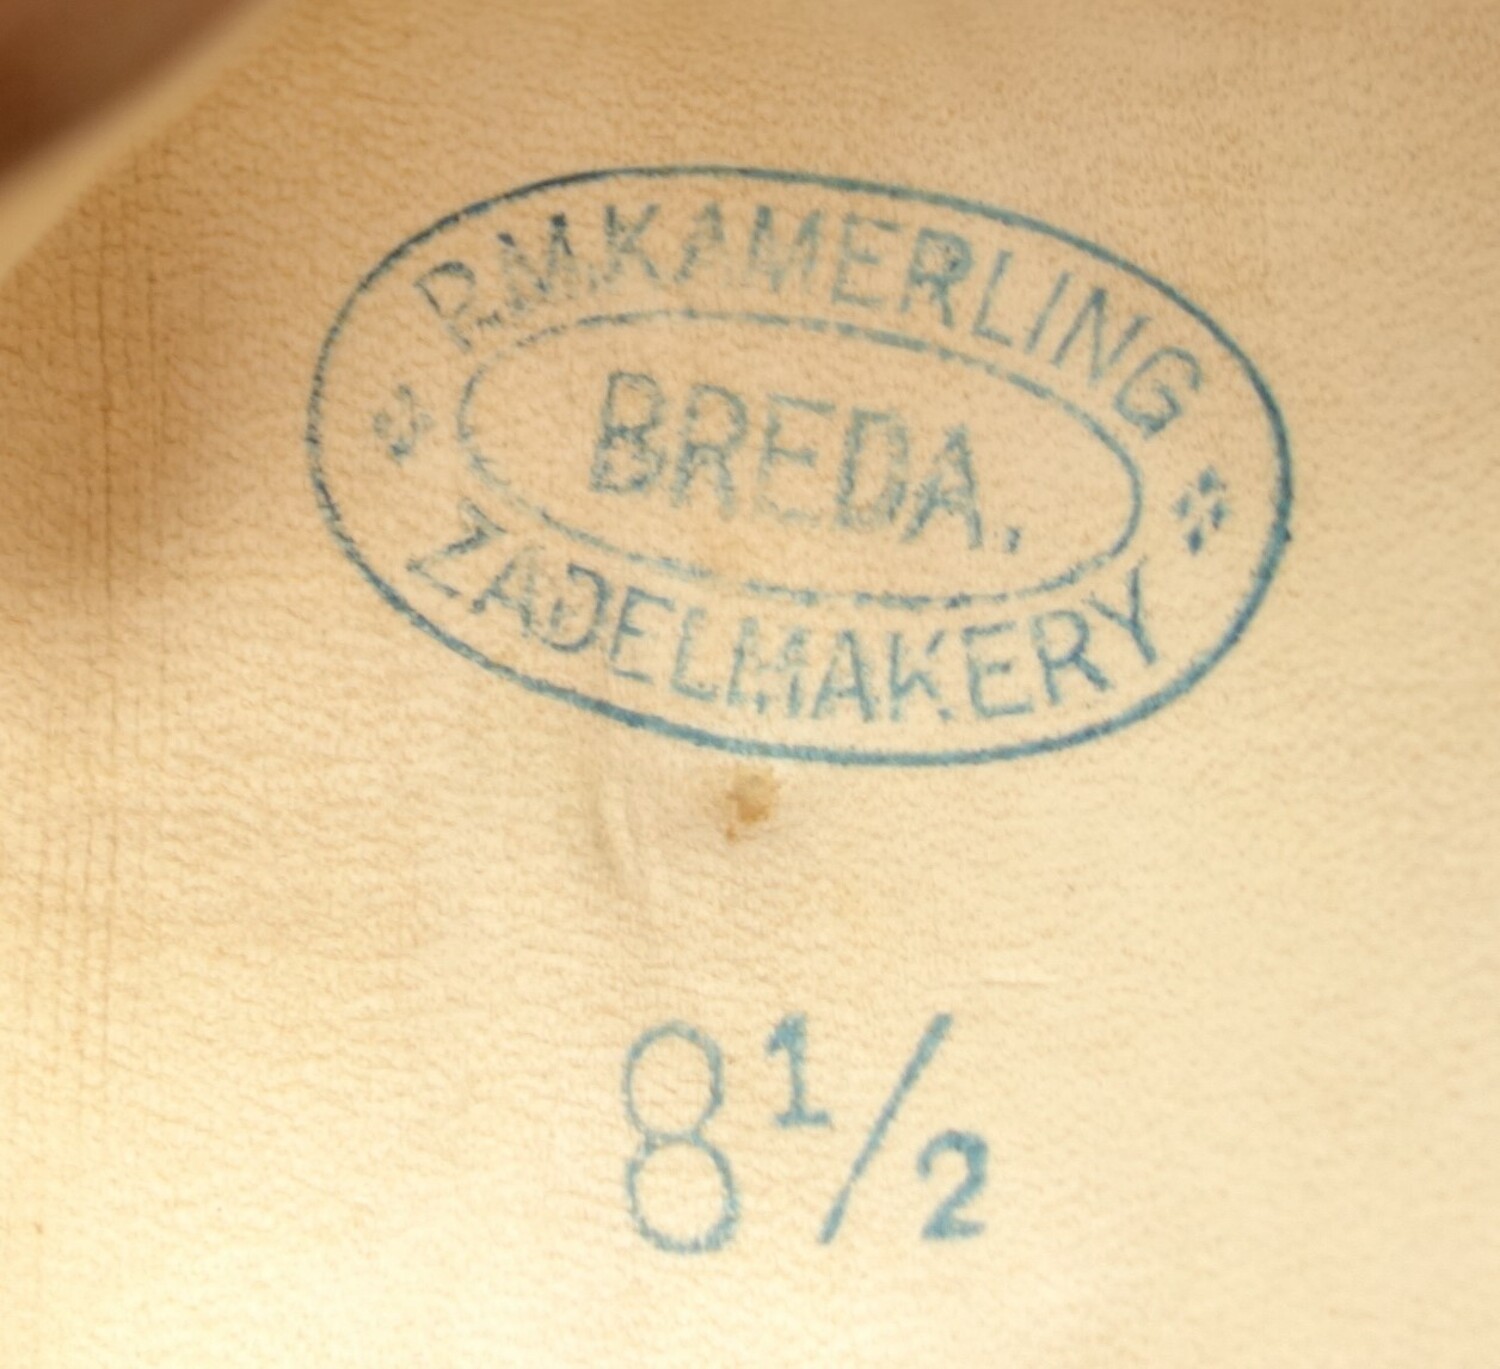 P.M.KAMERLING
BREDA.
ZADELMAKERY
8 1/2